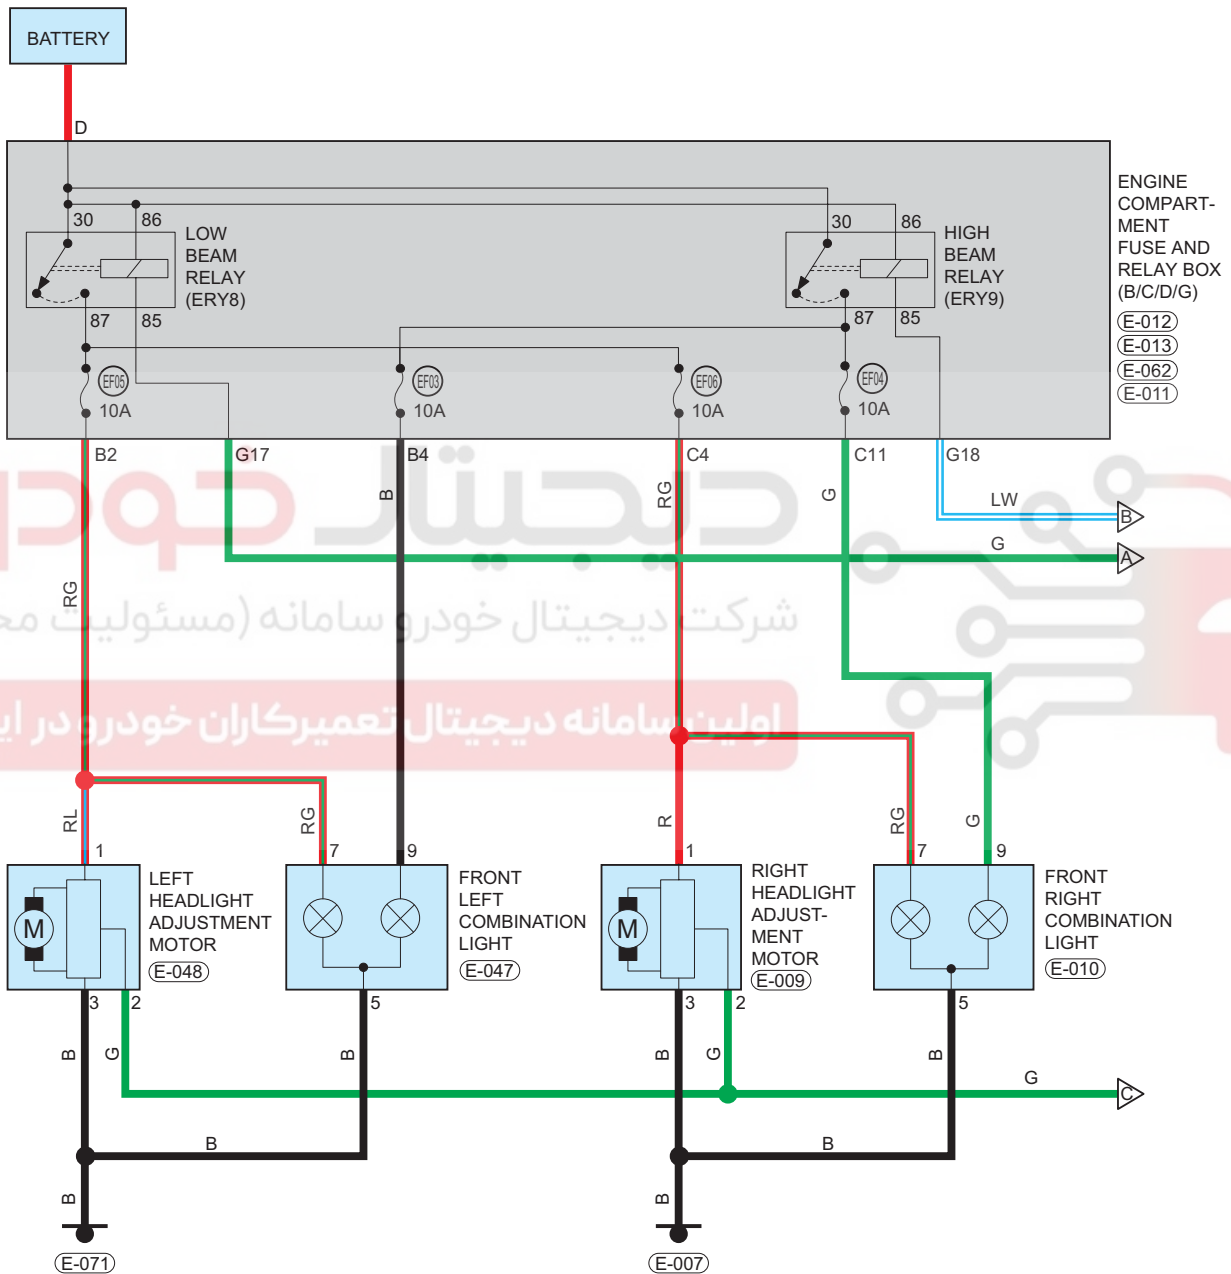 BATTERY
D
30
86
LOW
BEAM
RELAY
(ERY8)
87
85
30
86
HIGH
BEAM
RELAY
(ERY9)
87
85
ENGINE
COMPART-
MENT
FUSE AND
RELAY BOX
(B/C/D/G)
E-012
E-013
E-062
E-011
EF05
10A
EF03
10A
EF06
10A
EF04
10A
B2
G17
B4
C4
C11
G18
B
RG
G
LW
B
G
A
دیجیتال خودر
RG
شرکت دیجیتال خودرو سامانه (مسئولیت مح
اولین سامانه دیجیتال تعمیرکاران خودرو در ایر
RL
RG
R
RG
G
1
7
9
1
7
9
M
LEFT
HEADLIGHT
ADJUSTMENT
MOTOR
E-048
FRONT
LEFT
COMBINATION
LIGHT
E-047
M
RIGHT
HEADLIGHT
ADJUST-
MENT
MOTOR
E-009
FRONT
RIGHT
COMBINATION
LIGHT
E-010
3
2
5
3
2
5
B
G
B
B
G
B
G
C
B
B
B
B
E-071
E-007